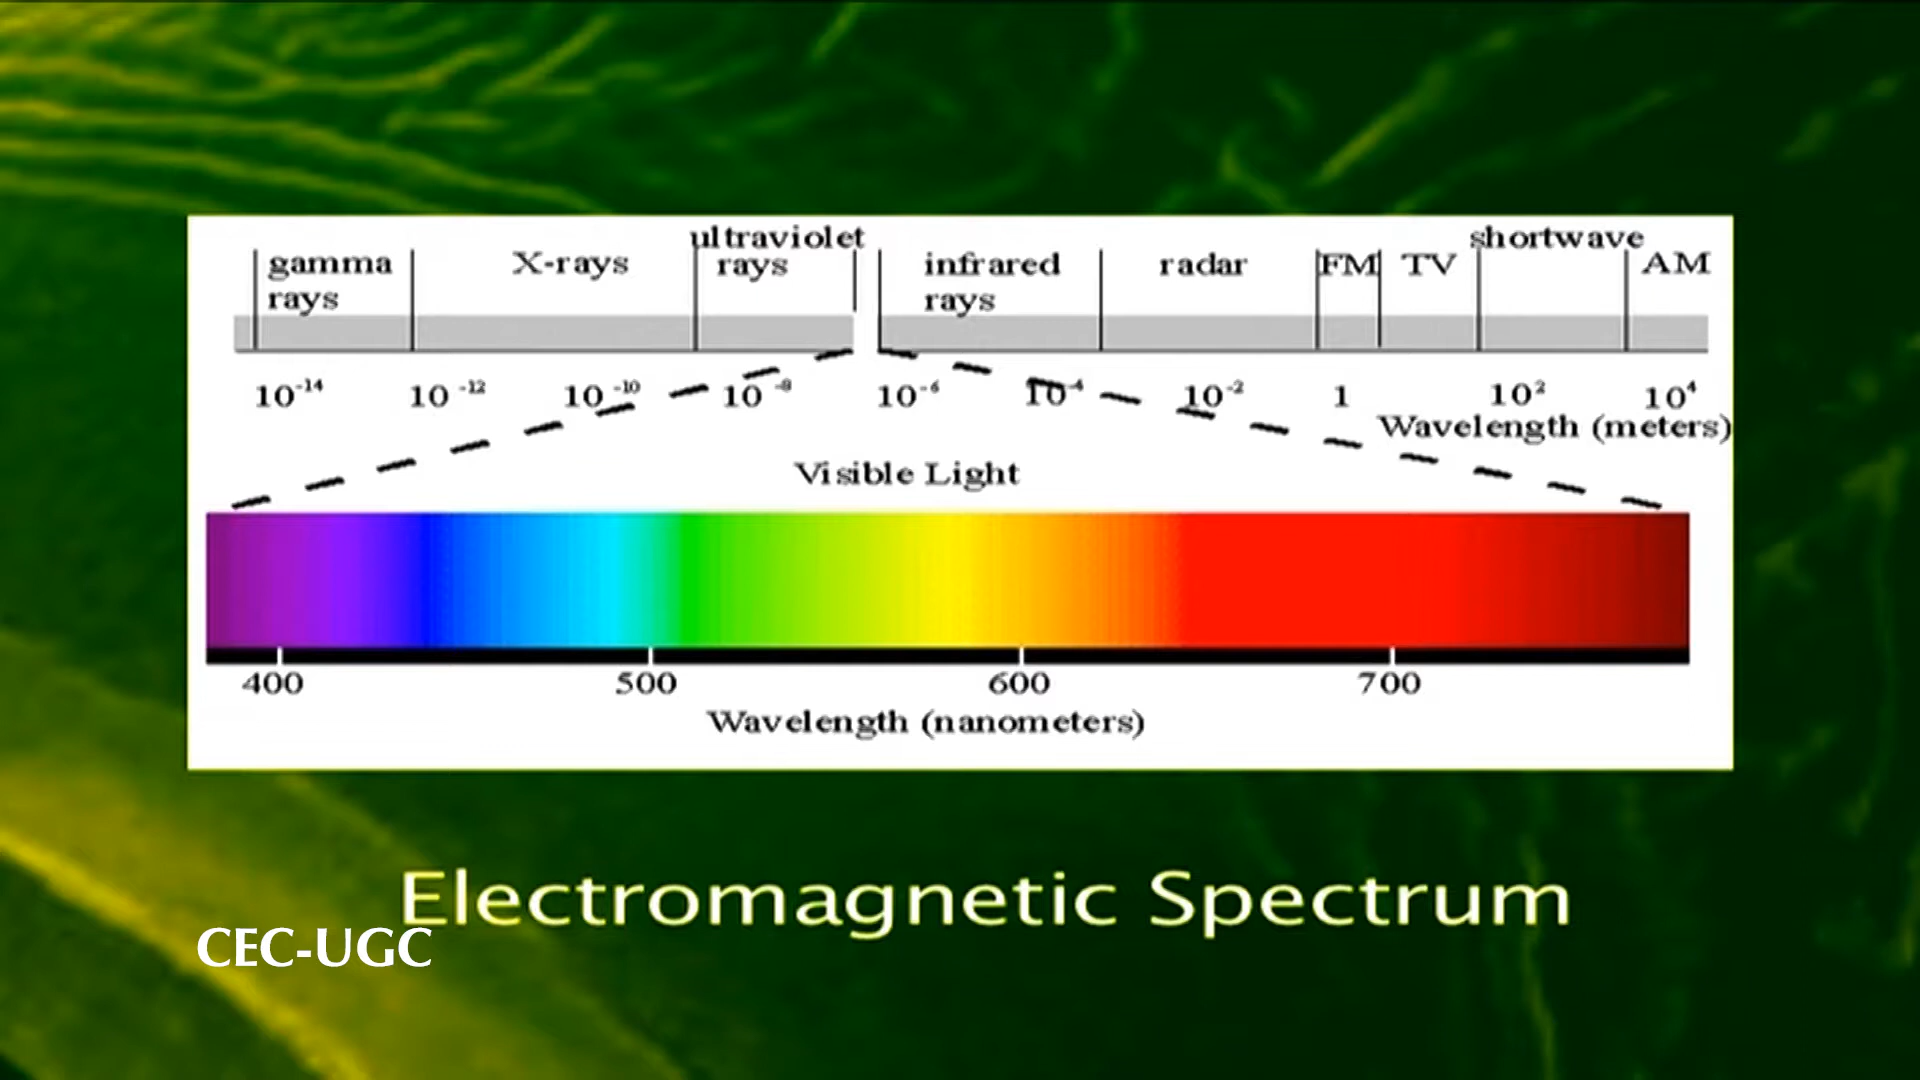 ultraviolet shortwave
gamma X-rays rays infrared radar FM TV AM
rays rays
10⁻¹⁴ 10⁻¹² 10⁻¹⁰ 10⁻⁸ 10⁻⁶ 10⁻⁴ 10⁻² 1 10² 10⁴
Wavelength (meters)
Visible Light
400 500 600 700
Wavelength (nanometers)
Electromagnetic Spectrum
CEC-UGC